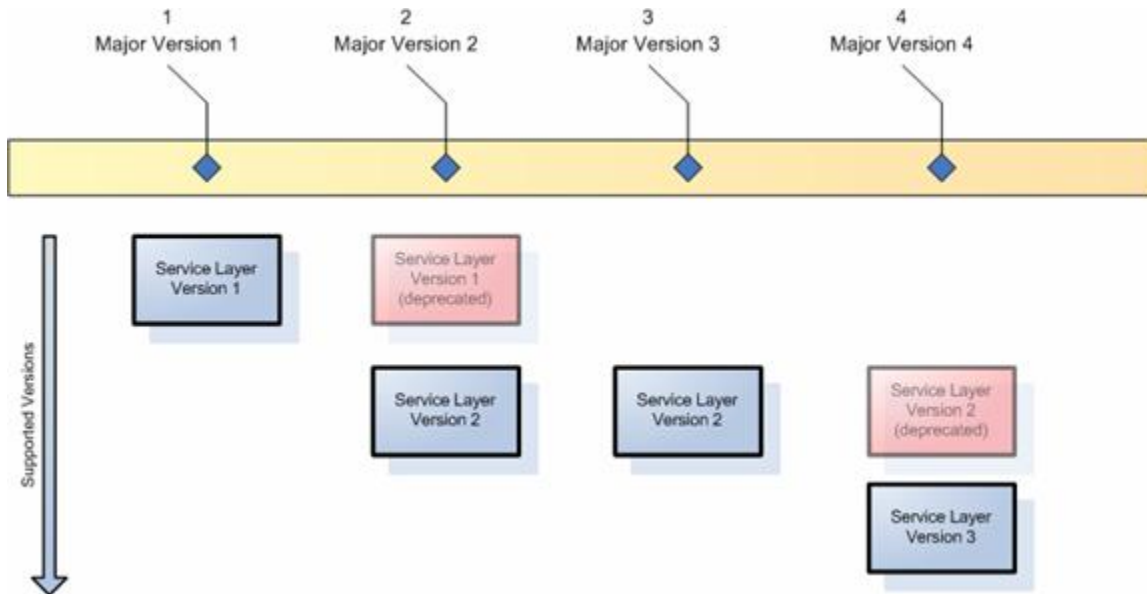 1
Major Version 1
2
Major Version 2
3
Major Version 3
4
Major Version 4
Supported Versions
Service Layer
Version 1
Service Layer
Version 1
(deprecated)
Service Layer
Version 2
Service Layer
Version 2
Service Layer
Version 2
(deprecated)
Service Layer
Version 3